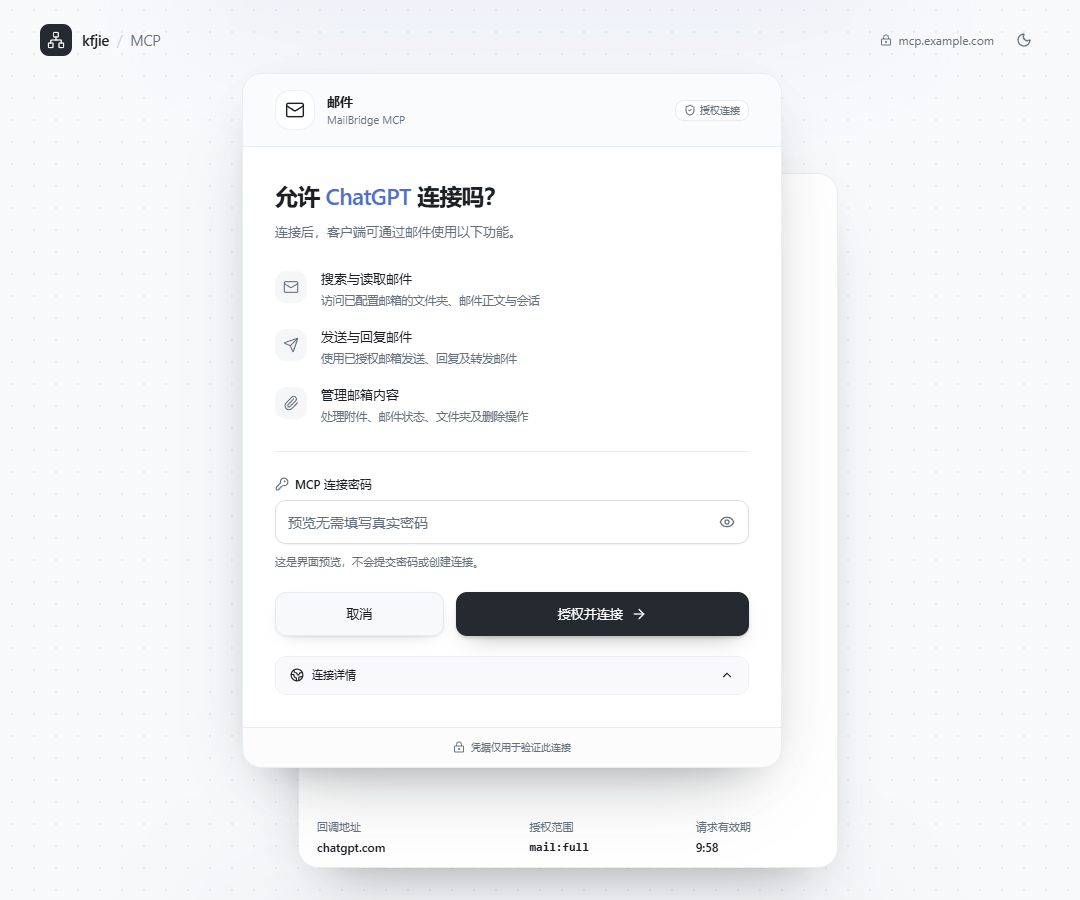 kfjie / MCP
mcp.example.com
邮件
MailBridge MCP
授权连接
允许 ChatGPT 连接吗?
连接后，客户端可通过邮件使用以下功能。
搜索与读取邮件
访问已配置邮箱的文件夹、邮件正文与会话
发送与回复邮件
使用已授权邮箱发送、回复及转发邮件
管理邮箱内容
处理附件、邮件状态、文件夹及删除操作
MCP 连接密码
预览无需填写真实密码
这是界面预览，不会提交密码或创建连接。
取消
授权并连接
连接详情
凭据仅用于验证此连接
回调地址 授权范围 请求有效期
chatgpt.com mail:full 9:58